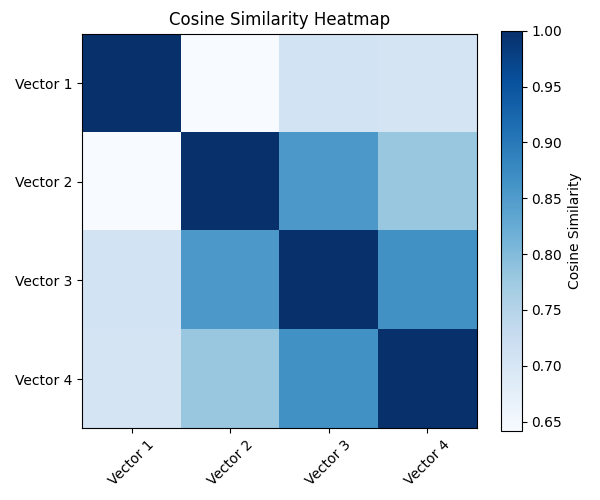 Cosine Similarity Heatmap
Vector 1
Vector 2
Vector 3
Vector 4
Vector 1
Vector 2
Vector 3
Vector 4
1.00
0.95
0.90
0.85
0.80
0.75
0.70
0.65
Cosine Similarity